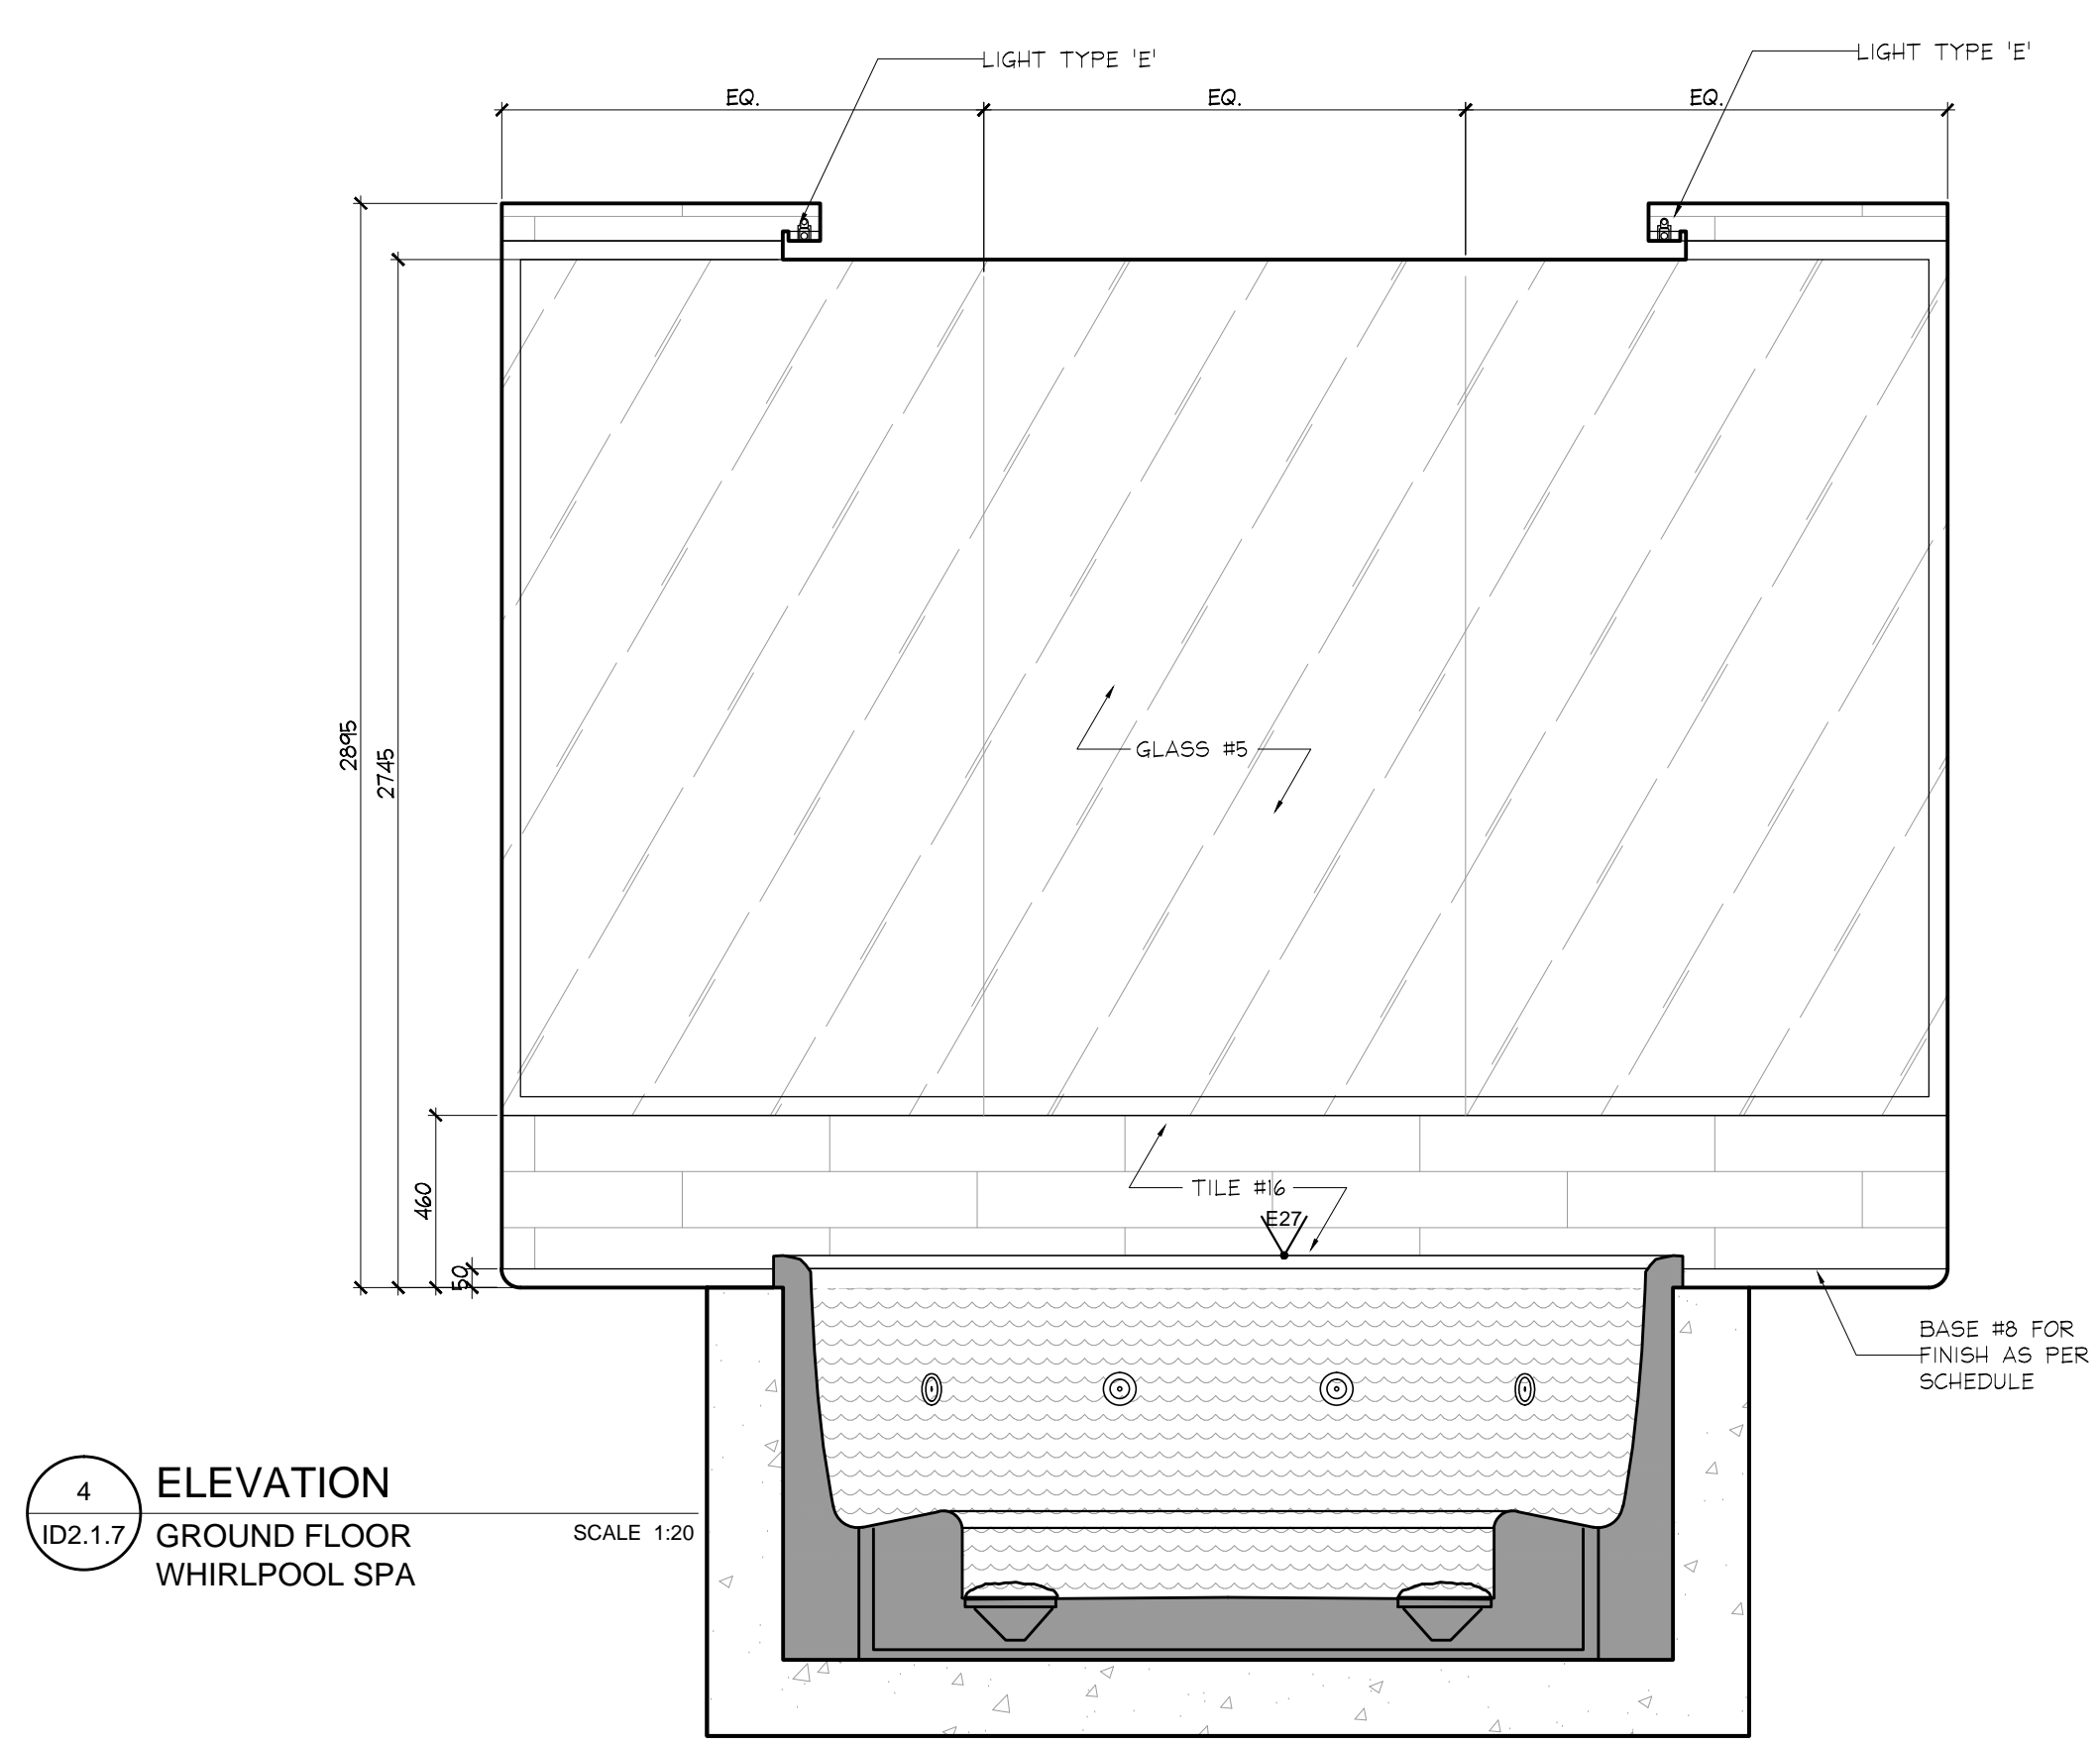 LIGHT TYPE 'E'
LIGHT TYPE 'E'
EQ.
EQ.
EQ.
2895
2745
GLASS #5
460
TILE #16
E27
50
BASE #8 FOR
FINISH AS PER
SCHEDULE
4
ELEVATION
ID2.1.7
GROUND FLOOR
SCALE 1:20
WHIRLPOOL SPA